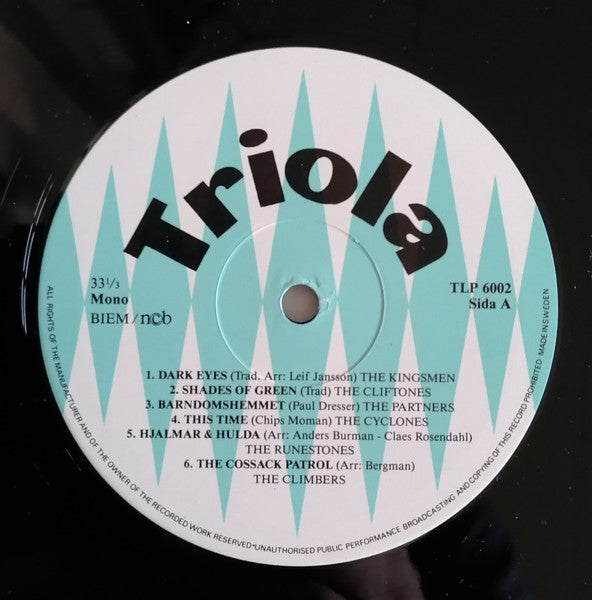 Triola
33⅓
Mono
BIEM/ncb
TLP 6002
Sida A
1. DARK EYES (Trad. Arr: Leif Jansson) THE KINGSMEN
2. SHADES OF GREEN (Trad) THE CLIFTONES
3. BARNDOMSHEMMET (Paul Dresser) THE PARTNERS
4. THIS TIME (Chips Moman) THE CYCLONES
5. HJALMAR & HULDA (Arr: Anders Burman - Claes Rosendahl)
THE RUNESTONES
6. THE COSSACK PATROL (Arr: Bergman)
THE CLIMBERS
ALL RIGHTS OF THE MANUFACTURER AND OF THE OWNER OF THE RECORDED WORK RESERVED•UNAUTHORISED PUBLIC PERFORMANCE BROADCASTING AND COPYING OF THIS RECORD PROHIBITED MADE IN SWEDEN